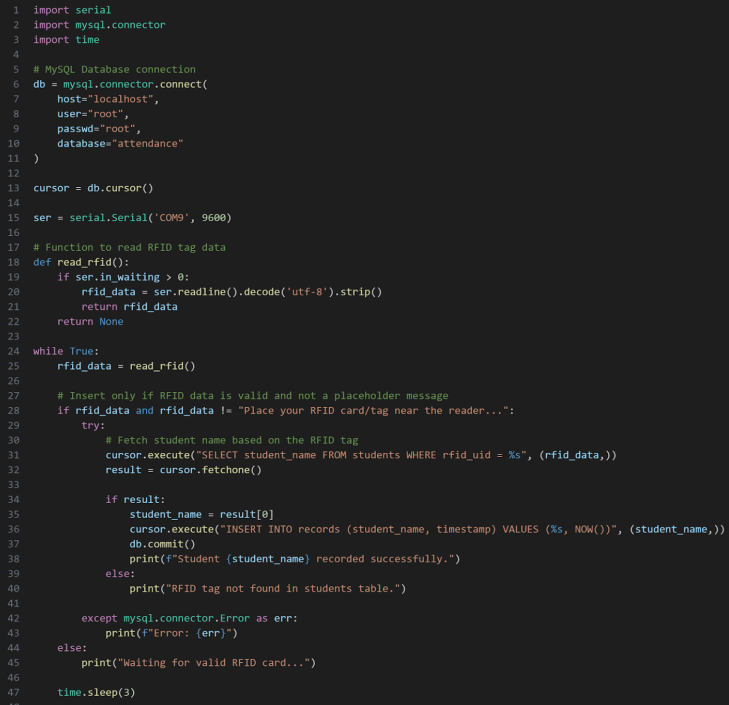 1 import serial
2 import mysql.connector
3 import time
4
5 # MySQL Database connection
6 db = mysql.connector.connect(
7     host="localhost",
8     user="root",
9     passwd="root",
10     database="attendance"
11 )
12
13 cursor = db.cursor()
14
15 ser = serial.Serial('COM9', 9600)
16
17 # Function to read RFID tag data
18 def read_rfid():
19     if ser.in_waiting > 0:
20         rfid_data = ser.readline().decode('utf-8').strip()
21         return rfid_data
22     return None
23
24 while True:
25     rfid_data = read_rfid()
26
27     # Insert only if RFID data is valid and not a placeholder message
28     if rfid_data and rfid_data != "Place your RFID card/tag near the reader...":
29         try:
30             # Fetch student name based on the RFID tag
31             cursor.execute("SELECT student_name FROM students WHERE rfid_uid = %s", (rfid_data,))
32             result = cursor.fetchone()
33
34             if result:
35                 student_name = result[0]
36                 cursor.execute("INSERT INTO records (student_name, timestamp) VALUES (%s, NOW())", (student_name,))
37                 db.commit()
38                 print(f"Student {student_name} recorded successfully.")
39             else:
40                 print("RFID tag not found in students table.")
41
42         except mysql.connector.Error as err:
43             print(f"Error: {err}")
44     else:
45         print("Waiting for valid RFID card...")
46
47     time.sleep(3)